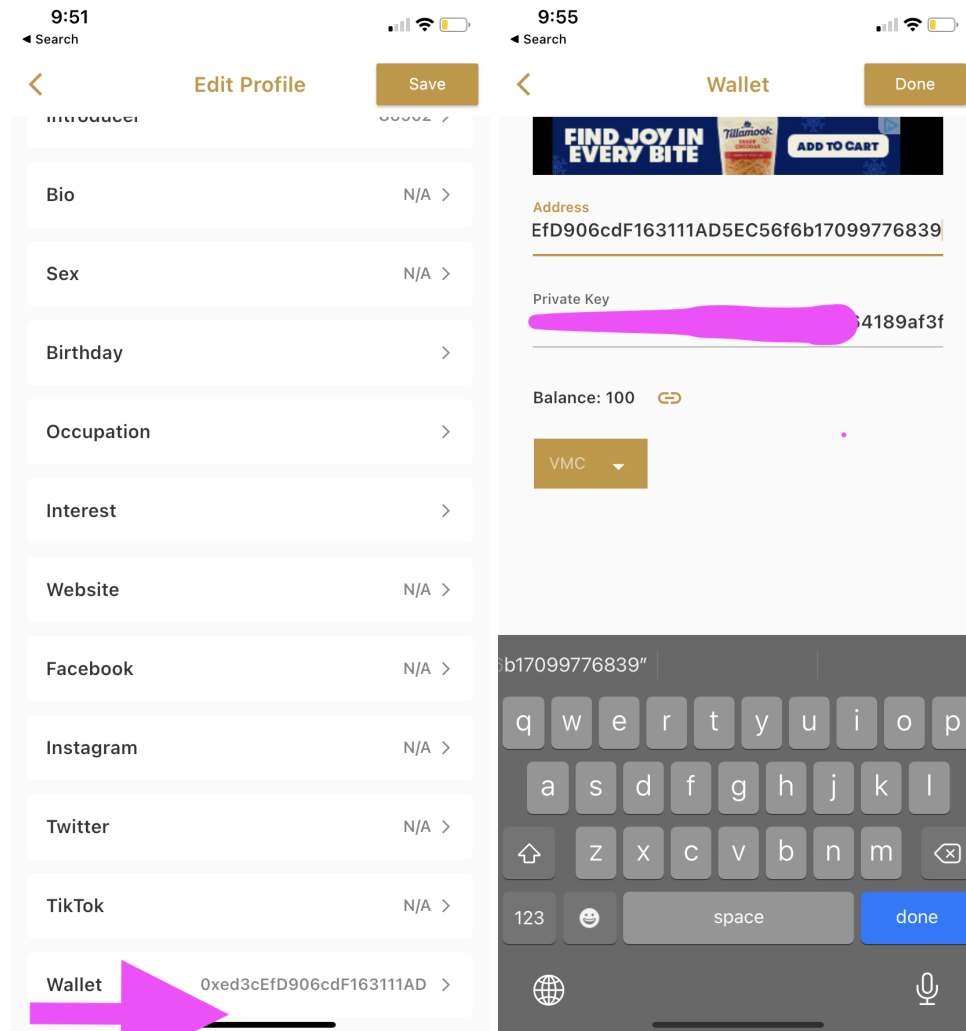 9:51
Search
Edit Profile
Save
Introducer
Bio
N/A
Sex
N/A
Birthday
Occupation
Interest
Website
N/A
Facebook
N/A
Instagram
N/A
Twitter
N/A
TikTok
N/A
Wallet
0xed3cEfD906cdF163111AD
9:55
Search
Wallet
Done
FIND JOY IN
EVERY BITE
Tillamook
ADD TO CART
Address
EfD906cdF163111AD5EC56f6b17099776839
Private Key
4189af3f
Balance: 100
VMC
b17099776839"
q w e r t y u i o p
a s d f g h j k l
z x c v b n m
123
space
done